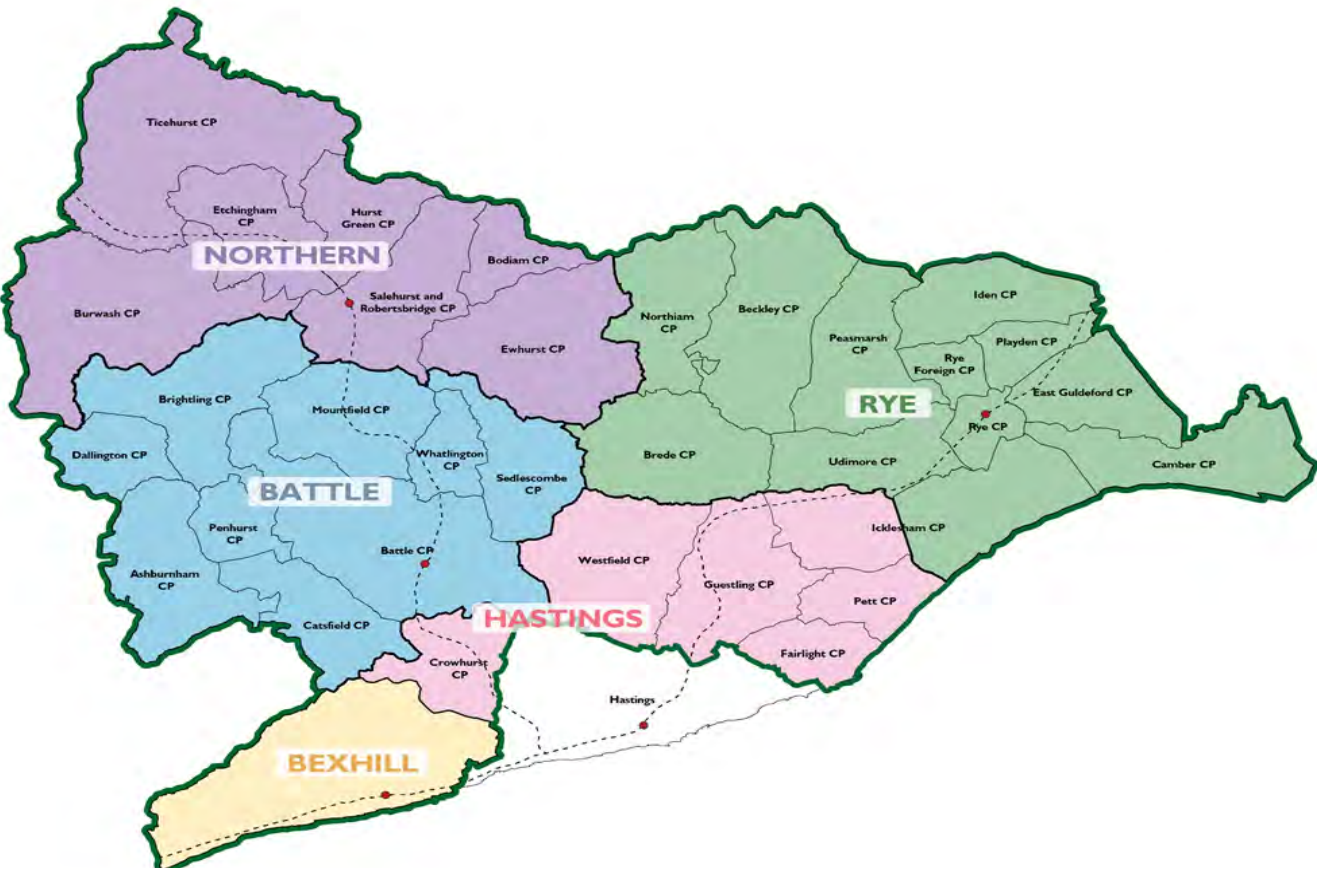 Ticehurst CP
Etchingham
CP
Hurst
Green CP
NORTHERN
Bodiam CP
Burwash CP
Salehurst and
Robertsbridge CP
Ewhurst CP
Northiam
CP
Beckley CP
Peasmarsh
CP
Iden CP
Playden CP
Rye
Foreign CP
East Guldeford CP
RYE
Rye CP
Brede CP
Udimore CP
Camber CP
Brightling CP
Mountfield CP
Dallington CP
Whatlington
CP
Sedlescombe
CP
BATTLE
Penhurst
CP
Battle CP
Ashburnham
CP
Catsfield CP
Icklesham CP
Westfield CP
Guestling CP
Pett CP
HASTINGS
Fairlight CP
Crowhurst
CP
Hastings
BEXHILL